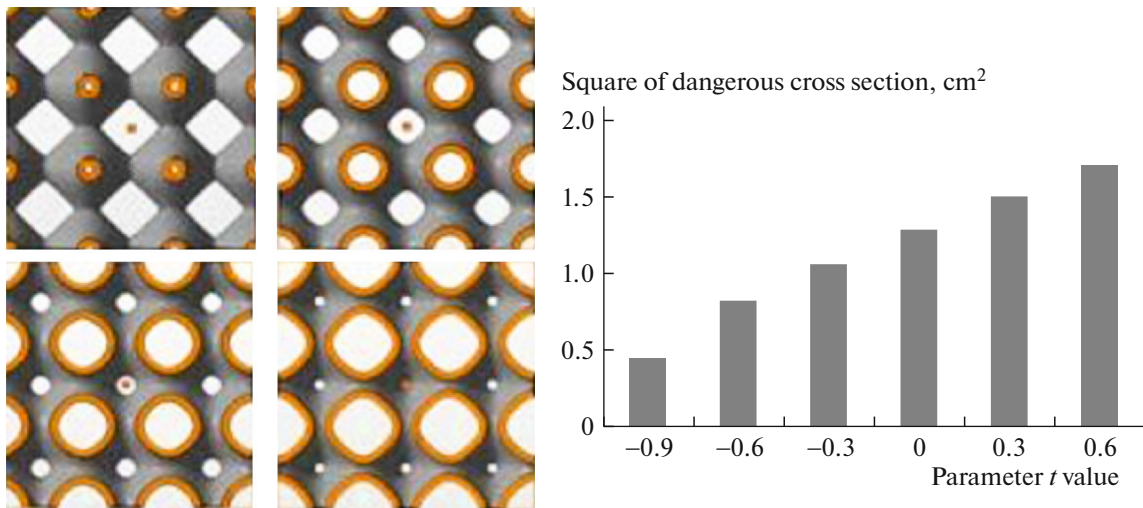 Square of dangerous cross section, cm²
2.0
1.5
1.0
0.5
0
−0.9 −0.6 −0.3 0 0.3 0.6
Parameter t value